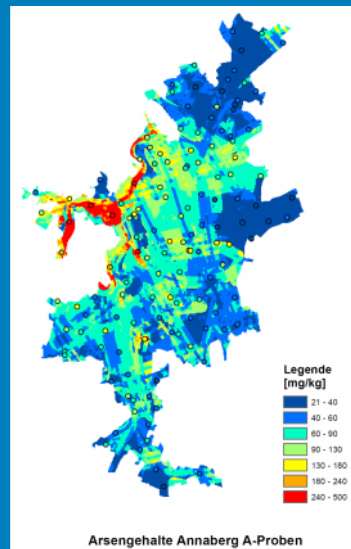 Legende
[mg/kg]
21 - 40
40 - 60
60 - 90
90 - 130
130 - 180
180 - 240
240 - 500
Arsengehalte Annaberg A-Proben